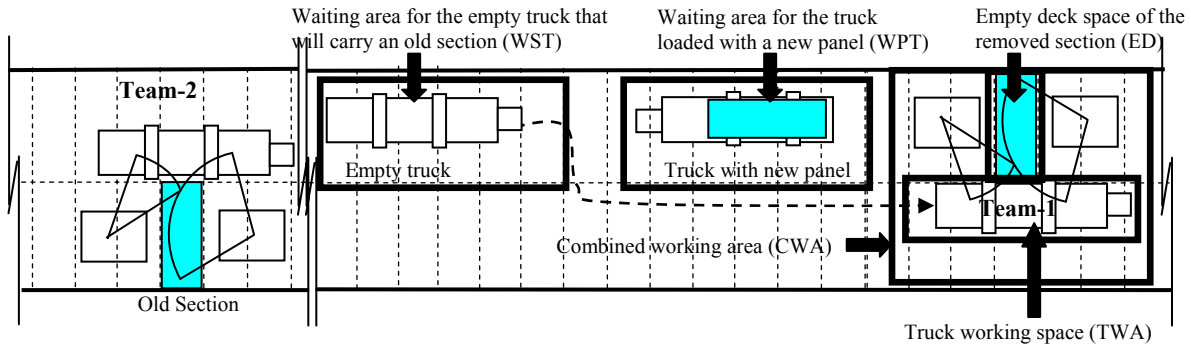 Waiting area for the empty truck that
will carry an old section (WST)
Waiting area for the truck
loaded with a new panel (WPT)
Empty deck space of the
removed section (ED)
Team-2
Empty truck
Truck with new panel
Team-1
Combined working area (CWA)
Old Section
Truck working space (TWA)